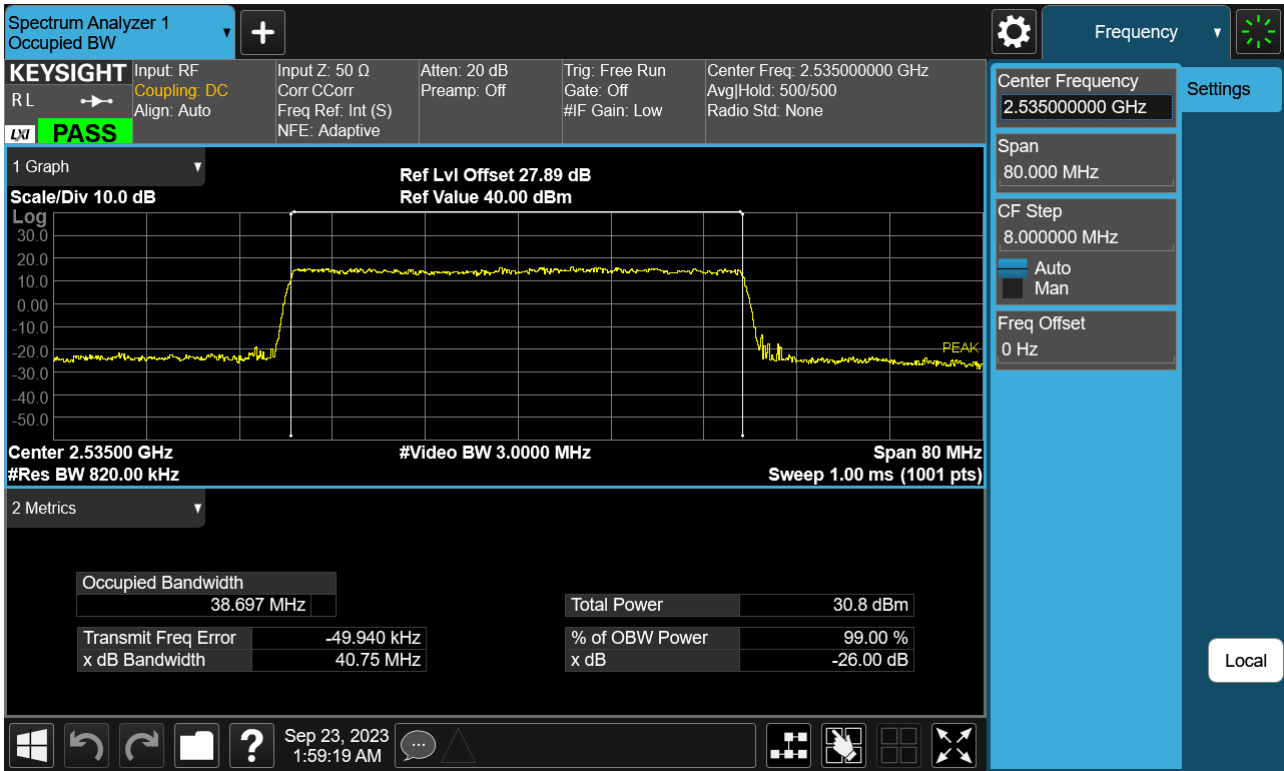 Spectrum Analyzer 1
Occupied BW
Frequency
KEYSIGHT
R L
LXI
PASS
Input: RF
Coupling: DC
Align: Auto
Input Z: 50 Ω
Corr CCorr
Freq Ref: Int (S)
NFE: Adaptive
Atten: 20 dB
Preamp: Off
Trig: Free Run
Gate: Off
#IF Gain: Low
Center Freq: 2.535000000 GHz
Avg|Hold: 500/500
Radio Std: None
Center Frequency
2.535000000 GHz
Settings
Span
80.000 MHz
CF Step
8.000000 MHz
Auto
Man
Freq Offset
0 Hz
Local
1 Graph
Ref Lvl Offset 27.89 dB
Scale/Div 10.0 dB
Ref Value 40.00 dBm
Log
30.0
20.0
10.0
0.00
-10.0
-20.0
-30.0
-40.0
-50.0
PEAK
Center 2.53500 GHz
#Video BW 3.0000 MHz
Span 80 MHz
#Res BW 820.00 kHz
Sweep 1.00 ms (1001 pts)
2 Metrics
Occupied Bandwidth
38.697 MHz
Total Power 30.8 dBm
Transmit Freq Error -49.940 kHz
% of OBW Power 99.00 %
x dB Bandwidth 40.75 MHz
x dB -26.00 dB
?
Sep 23, 2023
1:59:19 AM